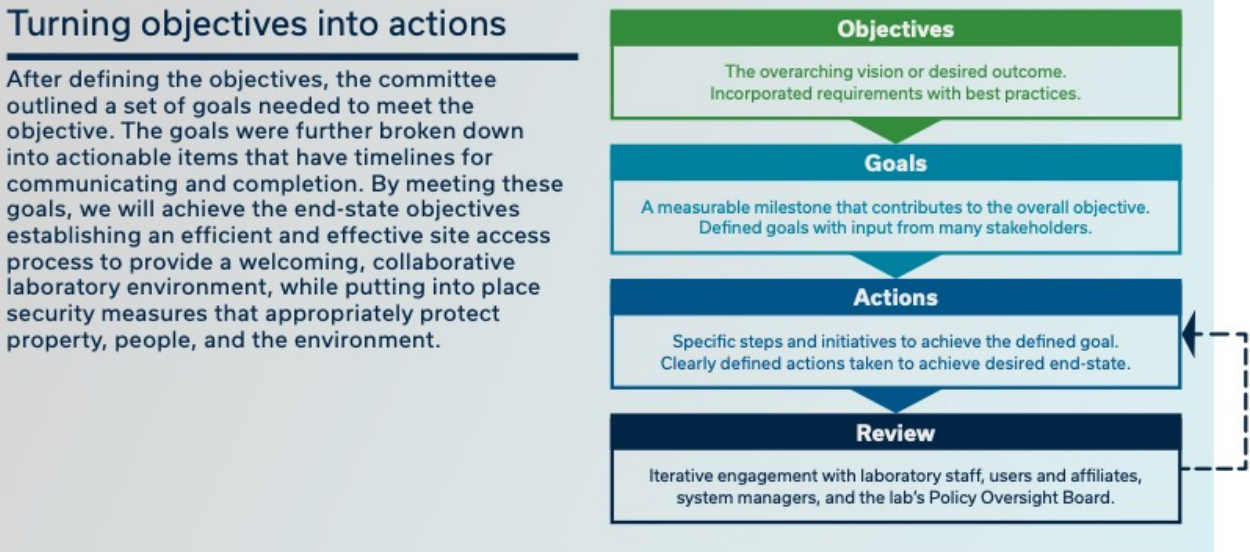 Turning objectives into actions
After defining the objectives, the committee
outlined a set of goals needed to meet the
objective. The goals were further broken down
into actionable items that have timelines for
communicating and completion. By meeting these
goals, we will achieve the end-state objectives
establishing an efficient and effective site access
process to provide a welcoming, collaborative
laboratory environment, while putting into place
security measures that appropriately protect
property, people, and the environment.
Objectives
The overarching vision or desired outcome.
Incorporated requirements with best practices.
Goals
A measurable milestone that contributes to the overall objective.
Defined goals with input from many stakeholders.
Actions
Specific steps and initiatives to achieve the defined goal.
Clearly defined actions taken to achieve desired end-state.
Review
Iterative engagement with laboratory staff, users and affiliates,
system managers, and the lab's Policy Oversight Board.